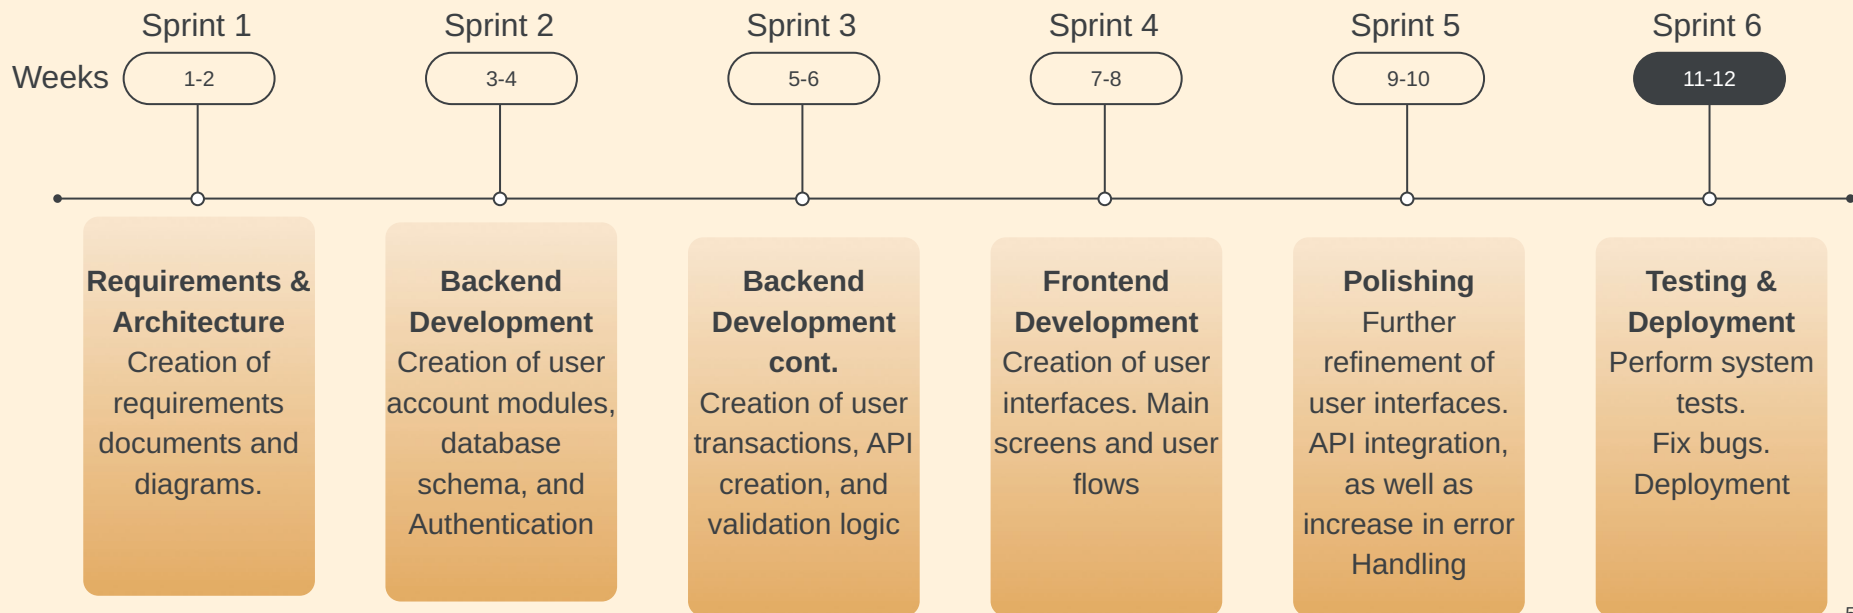 Sprint 1
Sprint 2
Sprint 3
Sprint 4
Sprint 5
Sprint 6
Weeks
1-2
3-4
5-6
7-8
9-10
11-12
Requirements &
Architecture
Creation of
requirements
documents and
diagrams.
Backend
Development
Creation of user
account modules,
database
schema, and
Authentication
Backend
Development
cont.
Creation of user
transactions, API
creation, and
validation logic
Frontend
Development
Creation of user
interfaces. Main
screens and user
flows
Polishing
Further
refinement of
user interfaces.
API integration,
as well as
increase in error
Handling
Testing &
Deployment
Perform system
tests.
Fix bugs.
Deployment